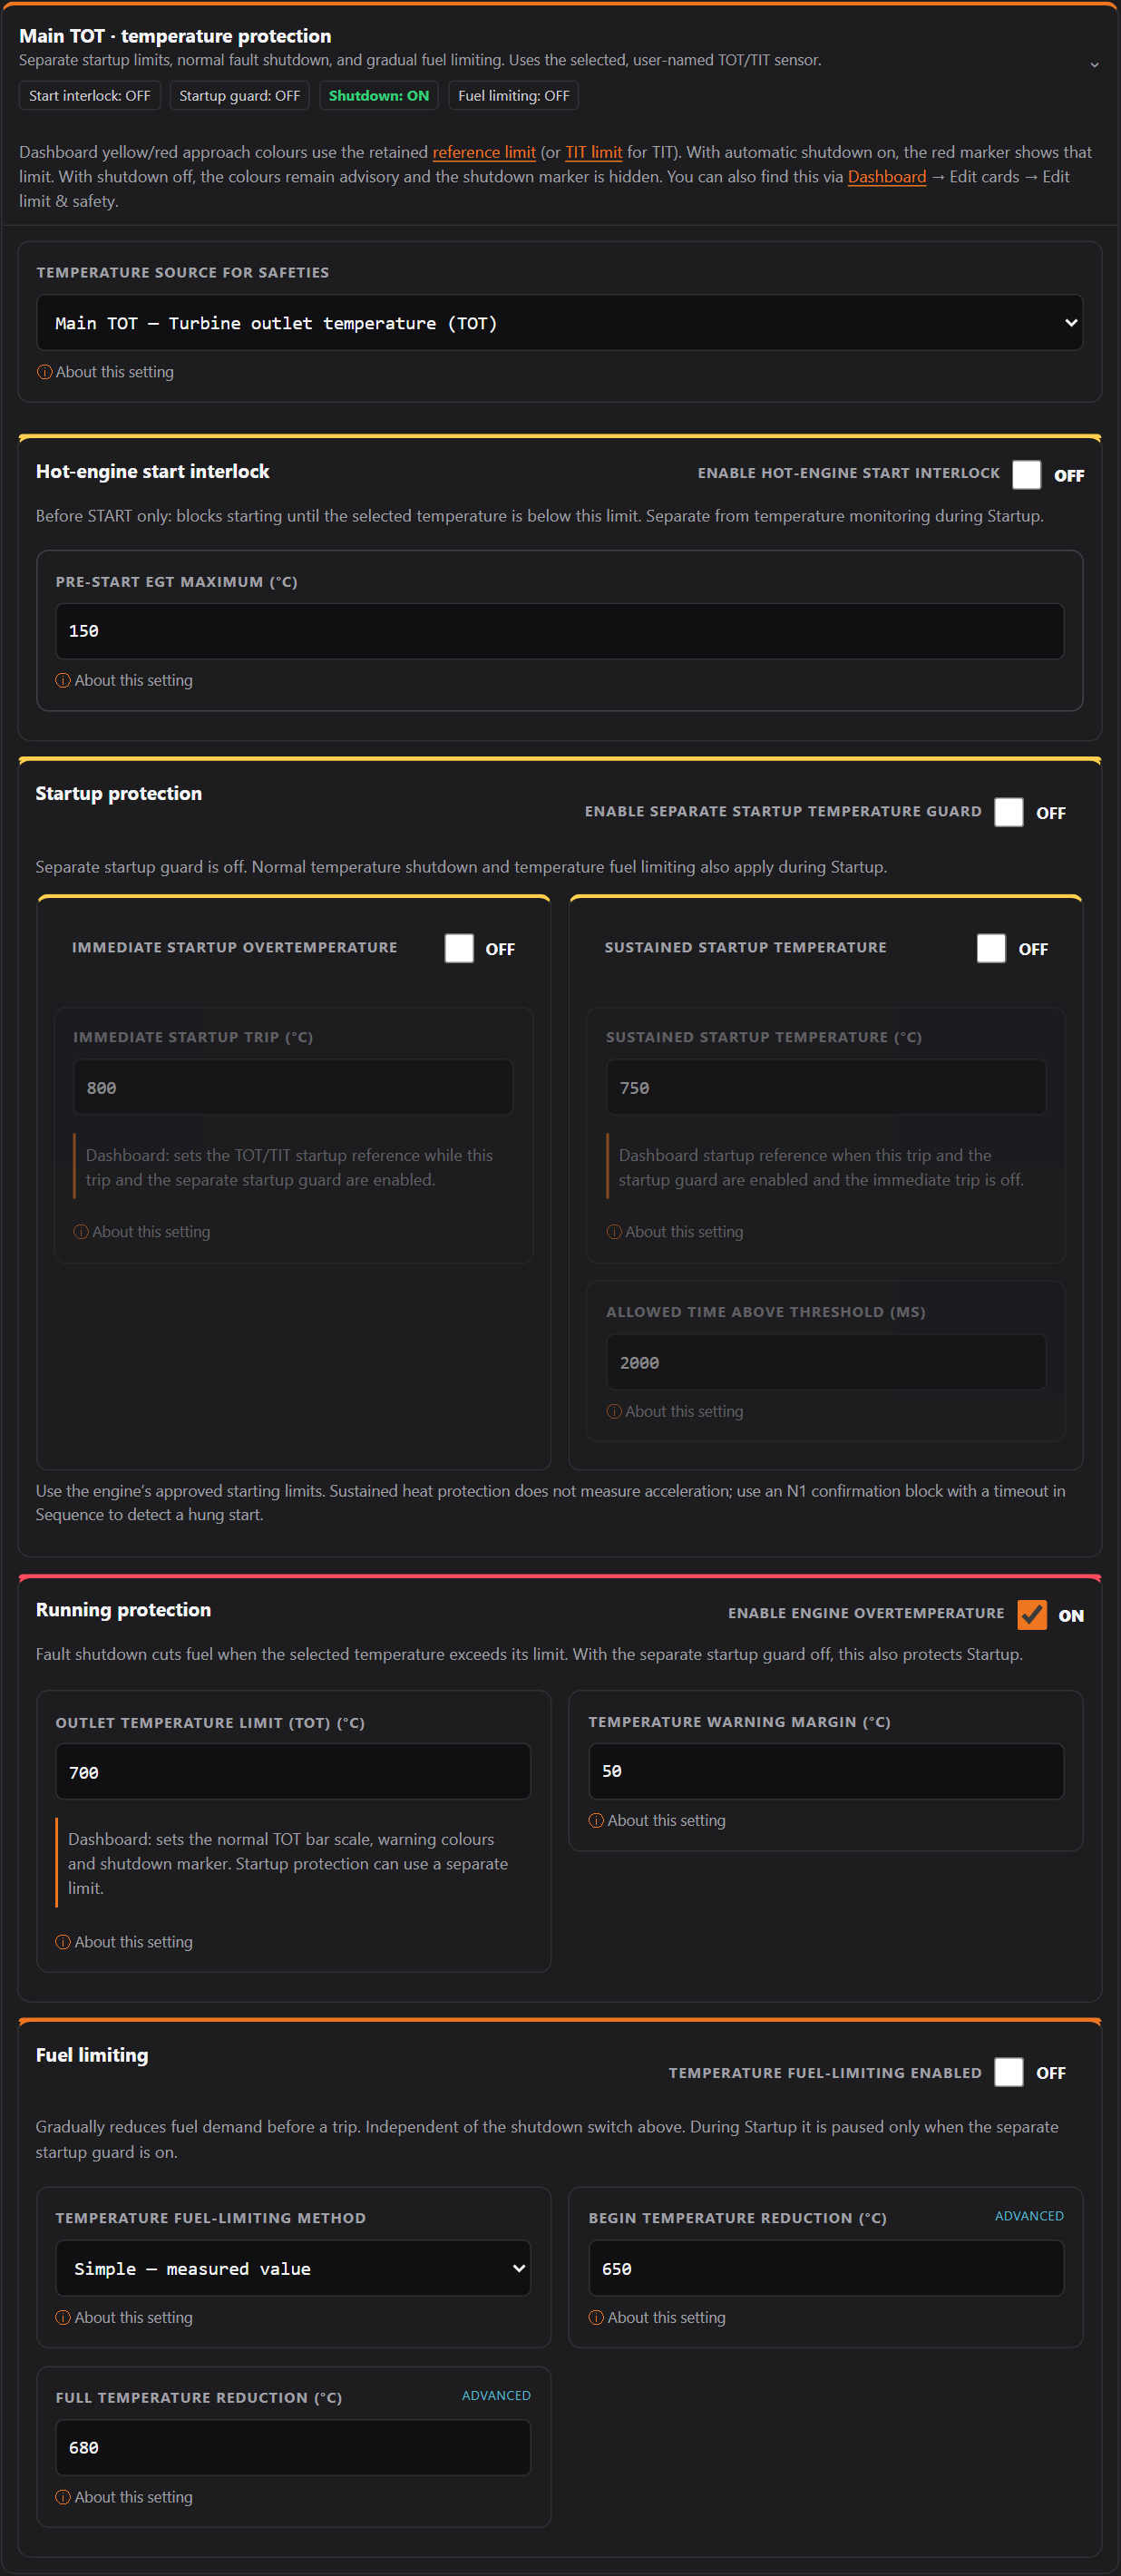 Main TOT · temperature protection
Separate startup limits, normal fault shutdown, and gradual fuel limiting. Uses the selected, user-named TOT/TIT sensor.
Start interlock: OFF
Startup guard: OFF
Shutdown: ON
Fuel limiting: OFF
Dashboard yellow/red approach colours use the retained reference limit (or TIT limit for TIT). With automatic shutdown on, the red marker shows that
limit. With shutdown off, the colours remain advisory and the shutdown marker is hidden. You can also find this via Dashboard → Edit cards → Edit
limit & safety.
TEMPERATURE SOURCE FOR SAFETIES
Main TOT — Turbine outlet temperature (TOT)
ⓘ About this setting
Hot-engine start interlock
ENABLE HOT-ENGINE START INTERLOCK
OFF
Before START only: blocks starting until the selected temperature is below this limit. Separate from temperature monitoring during Startup.
PRE-START EGT MAXIMUM (°C)
150
ⓘ About this setting
Startup protection
ENABLE SEPARATE STARTUP TEMPERATURE GUARD
OFF
Separate startup guard is off. Normal temperature shutdown and temperature fuel limiting also apply during Startup.
IMMEDIATE STARTUP OVERTEMPERATURE
OFF
IMMEDIATE STARTUP TRIP (°C)
800
Dashboard: sets the TOT/TIT startup reference while this
trip and the separate startup guard are enabled.
ⓘ About this setting
SUSTAINED STARTUP TEMPERATURE
OFF
SUSTAINED STARTUP TEMPERATURE (°C)
750
Dashboard startup reference when this trip and the
startup guard are enabled and the immediate trip is off.
ⓘ About this setting
ALLOWED TIME ABOVE THRESHOLD (MS)
2000
ⓘ About this setting
Use the engine's approved starting limits. Sustained heat protection does not measure acceleration; use an N1 confirmation block with a timeout in
Sequence to detect a hung start.
Running protection
ENABLE ENGINE OVERTEMPERATURE
ON
Fault shutdown cuts fuel when the selected temperature exceeds its limit. With the separate startup guard off, this also protects Startup.
OUTLET TEMPERATURE LIMIT (TOT) (°C)
700
Dashboard: sets the normal TOT bar scale, warning colours
and shutdown marker. Startup protection can use a separate
limit.
ⓘ About this setting
TEMPERATURE WARNING MARGIN (°C)
50
ⓘ About this setting
Fuel limiting
TEMPERATURE FUEL-LIMITING ENABLED
OFF
Gradually reduces fuel demand before a trip. Independent of the shutdown switch above. During Startup it is paused only when the separate
startup guard is on.
TEMPERATURE FUEL-LIMITING METHOD
Simple — measured value
ⓘ About this setting
BEGIN TEMPERATURE REDUCTION (°C)
ADVANCED
650
ⓘ About this setting
FULL TEMPERATURE REDUCTION (°C)
ADVANCED
680
ⓘ About this setting